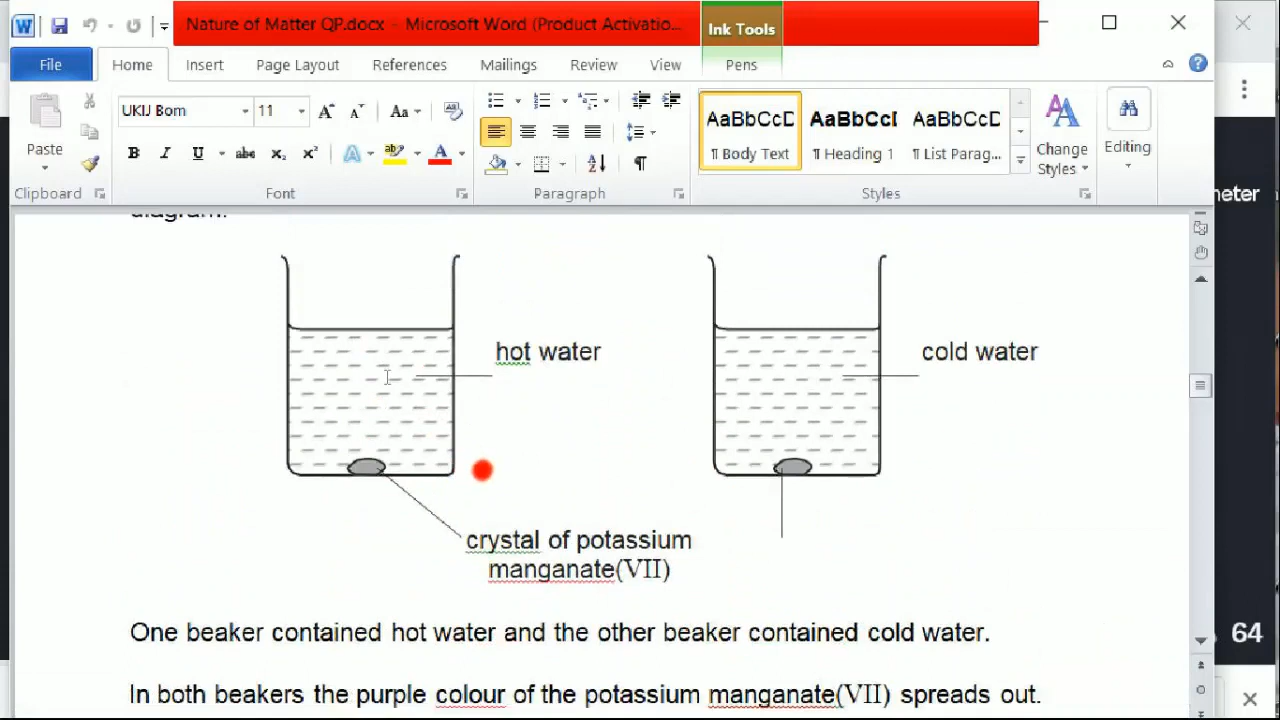 Nature of Matter QP.docx - Microsoft Word (Product Activatio...
Ink Tools
File
Home
Insert
Page Layout
References
Mailings
Review
View
Pens
Paste
Clipboard
UKIJ Bom
11
Font
Paragraph
AaBbCcD
¶ Body Text
AaBbCcI
¶ Heading 1
AaBbCcD
¶ List Parag...
Change Styles
Styles
Editing
meter
diagram.
hot water
cold water
crystal of potassium
manganate(VII)
One beaker contained hot water and the other beaker contained cold water.
64
In both beakers the purple colour of the potassium manganate(VII) spreads out.